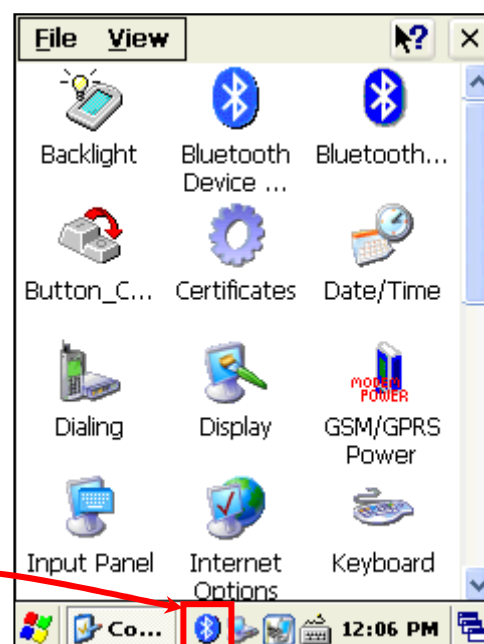 File View ?
Backlight Bluetooth Device ... Bluetooth...
Button_C... Certificates Date/Time
MODEM POWER
Dialing Display GSM/GPRS Power
Input Panel Internet Options Keyboard
Co... 12:06 PM